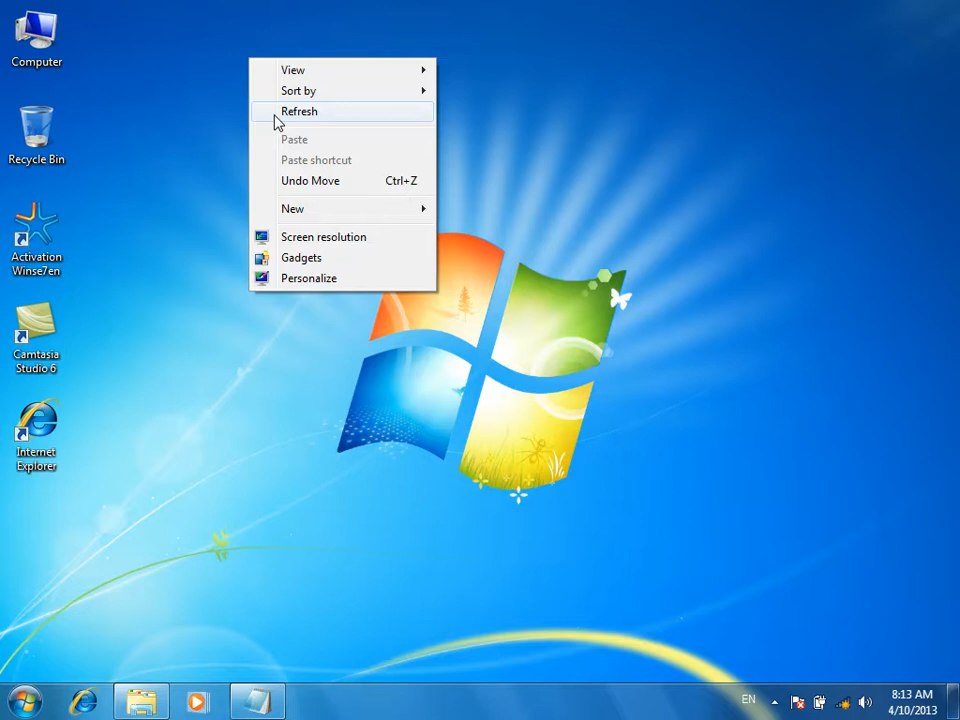 Computer
Recycle Bin
Activation
Winse7en
Camtasia
Studio 6
Internet
Explorer
View
Sort by
Refresh
Paste
Paste shortcut
Undo Move Ctrl+Z
New
Screen resolution
Gadgets
Personalize
EN
8:13 AM
4/10/2013